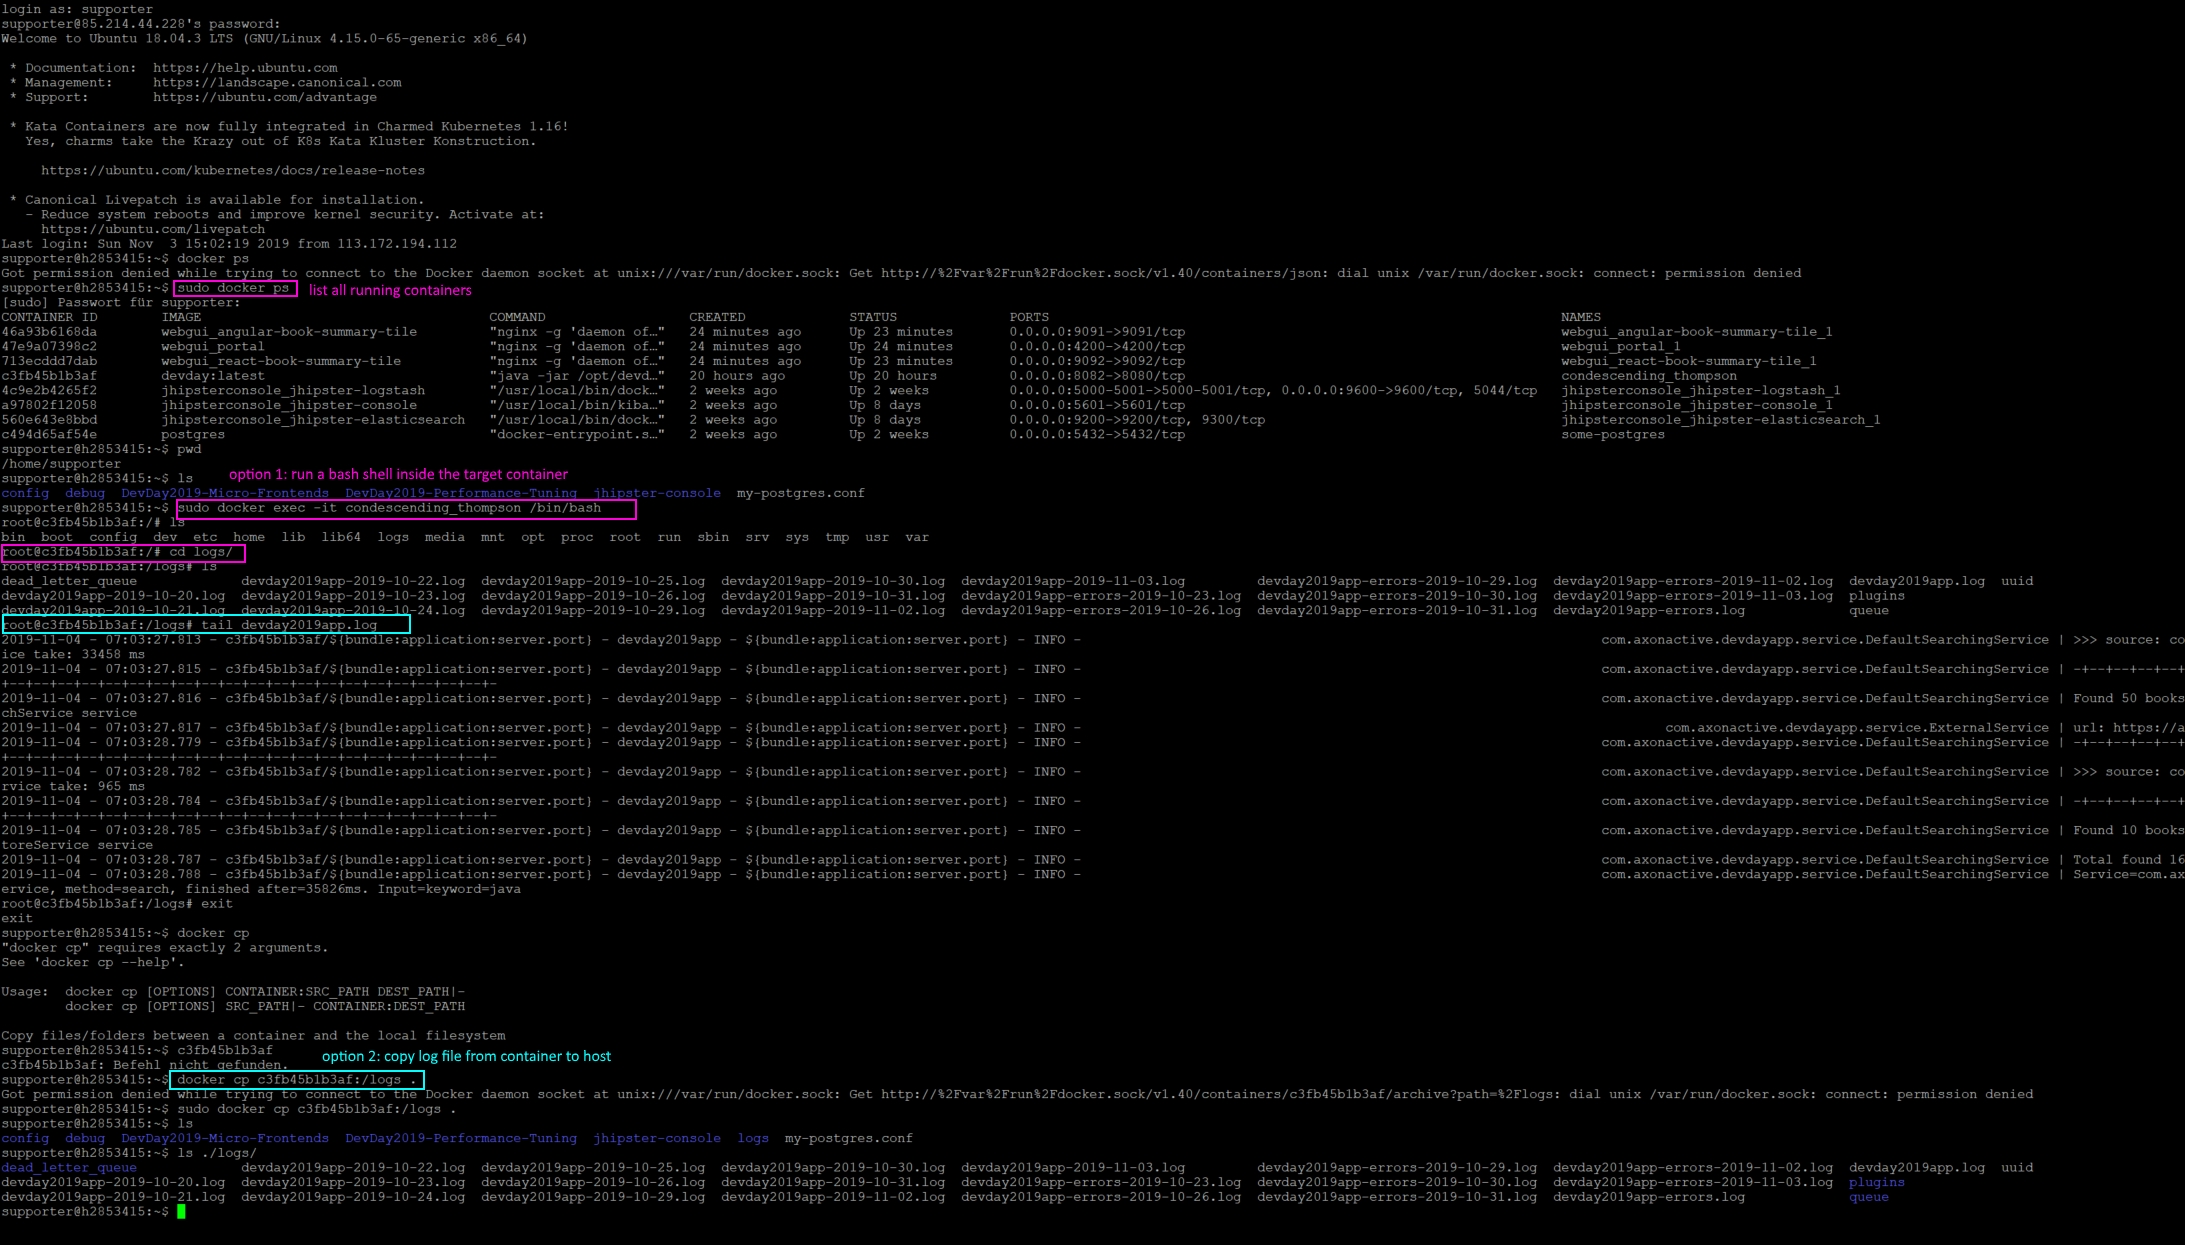 login as: supporter
supporter@85.214.44.228's password:
Welcome to Ubuntu 18.04.3 LTS (GNU/Linux 4.15.0-65-generic x86_64)
* Documentation:  https://help.ubuntu.com
* Management:     https://landscape.canonical.com
* Support:        https://ubuntu.com/advantage
* Kata Containers are now fully integrated in Charmed Kubernetes 1.16!
Yes, charms take the Krazy out of K8s Kata Kluster Konstruction.
https://ubuntu.com/kubernetes/docs/release-notes
* Canonical Livepatch is available for installation.
- Reduce system reboots and improve kernel security. Activate at:
https://ubuntu.com/livepatch
Last login: Sun Nov  3 15:02:19 2019 from 113.172.194.112
supporter@h2853415:~$ docker ps
Got permission denied while trying to connect to the Docker daemon socket at unix:///var/run/docker.sock: Get http://%2Fvar%2Frun%2Fdocker.sock/v1.40/containers/json: dial unix /var/run/docker.sock: connect: permission denied
supporter@h2853415:~$ sudo docker ps list all running containers
[sudo] Passwort für supporter:
CONTAINER ID IMAGE COMMAND CREATED STATUS PORTS NAMES
46a93b6168da webgui_angular-book-summary-tile "nginx -g 'daemon of…" 24 minutes ago Up 23 minutes 0.0.0.0:9091->9091/tcp webgui_angular-book-summary-tile_1
47e9a07398c2 webgui_portal "nginx -g 'daemon of…" 24 minutes ago Up 24 minutes 0.0.0.0:4200->4200/tcp webgui_portal_1
713ecddd7dab webgui_react-book-summary-tile "nginx -g 'daemon of…" 24 minutes ago Up 23 minutes 0.0.0.0:9092->9092/tcp webgui_react-book-summary-tile_1
c3fb45b1b3af devday:latest "java -jar /opt/devd…" 20 hours ago Up 20 hours 0.0.0.0:8082->8080/tcp condescending_thompson
4c9e2b4265f2 jhipsterconsole_jhipster-logstash "/usr/local/bin/dock…" 2 weeks ago Up 2 weeks 0.0.0.0:5000-5001->5000-5001/tcp, 0.0.0.0:9600->9600/tcp, 5044/tcp jhipsterconsole_jhipster-logstash_1
a97802f12058 jhipsterconsole_jhipster-console "/usr/local/bin/kiba…" 2 weeks ago Up 8 days 0.0.0.0:5601->5601/tcp jhipsterconsole_jhipster-console_1
560e643e8bbd jhipsterconsole_jhipster-elasticsearch "/usr/local/bin/dock…" 2 weeks ago Up 8 days 0.0.0.0:9200->9200/tcp, 9300/tcp jhipsterconsole_jhipster-elasticsearch_1
c494d65af54e postgres "docker-entrypoint.s…" 2 weeks ago Up 2 weeks 0.0.0.0:5432->5432/tcp some-postgres
supporter@h2853415:~$ pwd
/home/supporter
supporter@h2853415:~$ ls option 1: run a bash shell inside the target container
config  debug  DevDay2019-Micro-Frontends  DevDay2019-Performance-Tuning  jhipster-console  my-postgres.conf
supporter@h2853415:~$ sudo docker exec -it condescending_thompson /bin/bash
root@c3fb45b1b3af:/# ls
bin  boot  config  dev  etc  home  lib  lib64  logs  media  mnt  opt  proc  root  run  sbin  srv  sys  tmp  usr  var
root@c3fb45b1b3af:/# cd logs/
root@c3fb45b1b3af:/logs# ls
dead_letter_queue devday2019app-2019-10-22.log devday2019app-2019-10-25.log devday2019app-2019-10-30.log devday2019app-2019-11-03.log devday2019app-errors-2019-10-29.log devday2019app-errors-2019-11-02.log devday2019app.log uuid
devday2019app-2019-10-20.log devday2019app-2019-10-23.log devday2019app-2019-10-26.log devday2019app-2019-10-31.log devday2019app-errors-2019-10-23.log devday2019app-errors-2019-10-30.log devday2019app-errors-2019-11-03.log plugins
devday2019app-2019-10-21.log devday2019app-2019-10-24.log devday2019app-2019-10-29.log devday2019app-2019-11-02.log devday2019app-errors-2019-10-26.log devday2019app-errors-2019-10-31.log devday2019app-errors.log queue
root@c3fb45b1b3af:/logs# tail devday2019app.log
2019-11-04 - 07:03:27.813 - c3fb45b1b3af/${bundle:application:server.port} - devday2019app - ${bundle:application:server.port} - INFO - com.axonactive.devdayapp.service.DefaultSearchingService | >>> source: co
ice take: 33458 ms
2019-11-04 - 07:03:27.815 - c3fb45b1b3af/${bundle:application:server.port} - devday2019app - ${bundle:application:server.port} - INFO - com.axonactive.devdayapp.service.DefaultSearchingService | -+--+--+--+--+
+--+--+--+--+--+--+--+--+--+--+--+--+--+--+--+--+--+--+--+--+-
2019-11-04 - 07:03:27.816 - c3fb45b1b3af/${bundle:application:server.port} - devday2019app - ${bundle:application:server.port} - INFO - com.axonactive.devdayapp.service.DefaultSearchingService | Found 50 books
chService service
2019-11-04 - 07:03:27.817 - c3fb45b1b3af/${bundle:application:server.port} - devday2019app - ${bundle:application:server.port} - INFO - com.axonactive.devdayapp.service.ExternalService | url: https://a
2019-11-04 - 07:03:28.779 - c3fb45b1b3af/${bundle:application:server.port} - devday2019app - ${bundle:application:server.port} - INFO - com.axonactive.devdayapp.service.DefaultSearchingService | -+--+--+--+--+
+--+--+--+--+--+--+--+--+--+--+--+--+--+--+--+--+--+--+--+--+-
2019-11-04 - 07:03:28.782 - c3fb45b1b3af/${bundle:application:server.port} - devday2019app - ${bundle:application:server.port} - INFO - com.axonactive.devdayapp.service.DefaultSearchingService | >>> source: co
rvice take: 965 ms
2019-11-04 - 07:03:28.784 - c3fb45b1b3af/${bundle:application:server.port} - devday2019app - ${bundle:application:server.port} - INFO - com.axonactive.devdayapp.service.DefaultSearchingService | -+--+--+--+--+
+--+--+--+--+--+--+--+--+--+--+--+--+--+--+--+--+--+--+--+--+-
2019-11-04 - 07:03:28.785 - c3fb45b1b3af/${bundle:application:server.port} - devday2019app - ${bundle:application:server.port} - INFO - com.axonactive.devdayapp.service.DefaultSearchingService | Found 10 books
toreService service
2019-11-04 - 07:03:28.787 - c3fb45b1b3af/${bundle:application:server.port} - devday2019app - ${bundle:application:server.port} - INFO - com.axonactive.devdayapp.service.DefaultSearchingService | Total found 16
2019-11-04 - 07:03:28.788 - c3fb45b1b3af/${bundle:application:server.port} - devday2019app - ${bundle:application:server.port} - INFO - com.axonactive.devdayapp.service.DefaultSearchingService | Service=com.ax
ervice, method=search, finished after=35826ms. Input=keyword=java
root@c3fb45b1b3af:/logs# exit
exit
supporter@h2853415:~$ docker cp
"docker cp" requires exactly 2 arguments.
See 'docker cp --help'.
Usage:  docker cp [OPTIONS] CONTAINER:SRC_PATH DEST_PATH|-
docker cp [OPTIONS] SRC_PATH|- CONTAINER:DEST_PATH
Copy files/folders between a container and the local filesystem
supporter@h2853415:~$ c3fb45b1b3af
c3fb45b1b3af: Befehl nicht gefunden. option 2: copy log file from container to host
supporter@h2853415:~$ docker cp c3fb45b1b3af:/logs .
Got permission denied while trying to connect to the Docker daemon socket at unix:///var/run/docker.sock: Get http://%2Fvar%2Frun%2Fdocker.sock/v1.40/containers/c3fb45b1b3af/archive?path=%2Flogs: dial unix /var/run/docker.sock: connect: permission denied
supporter@h2853415:~$ sudo docker cp c3fb45b1b3af:/logs .
supporter@h2853415:~$ ls
config  debug  DevDay2019-Micro-Frontends  DevDay2019-Performance-Tuning  jhipster-console  logs  my-postgres.conf
supporter@h2853415:~$ ls ./logs/
dead_letter_queue devday2019app-2019-10-22.log devday2019app-2019-10-25.log devday2019app-2019-10-30.log devday2019app-2019-11-03.log devday2019app-errors-2019-10-29.log devday2019app-errors-2019-11-02.log devday2019app.log uuid
devday2019app-2019-10-20.log devday2019app-2019-10-23.log devday2019app-2019-10-26.log devday2019app-2019-10-31.log devday2019app-errors-2019-10-23.log devday2019app-errors-2019-10-30.log devday2019app-errors-2019-11-03.log plugins
devday2019app-2019-10-21.log devday2019app-2019-10-24.log devday2019app-2019-10-29.log devday2019app-2019-11-02.log devday2019app-errors-2019-10-26.log devday2019app-errors-2019-10-31.log devday2019app-errors.log queue
supporter@h2853415:~$